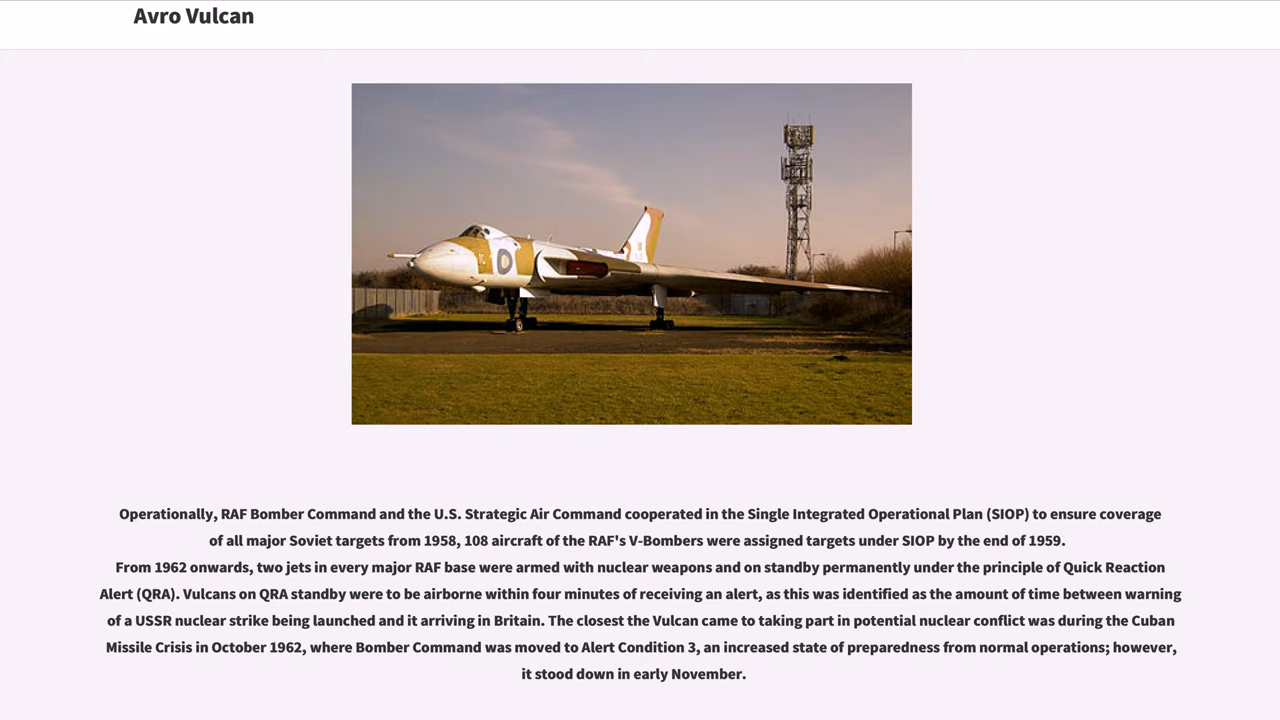 Avro Vulcan
Operationally, RAF Bomber Command and the U.S. Strategic Air Command cooperated in the Single Integrated Operational Plan (SIOP) to ensure coverage
of all major Soviet targets from 1958, 108 aircraft of the RAF's V-Bombers were assigned targets under SIOP by the end of 1959.
From 1962 onwards, two jets in every major RAF base were armed with nuclear weapons and on standby permanently under the principle of Quick Reaction
Alert (QRA). Vulcans on QRA standby were to be airborne within four minutes of receiving an alert, as this was identified as the amount of time between warning
of a USSR nuclear strike being launched and it arriving in Britain. The closest the Vulcan came to taking part in potential nuclear conflict was during the Cuban
Missile Crisis in October 1962, where Bomber Command was moved to Alert Condition 3, an increased state of preparedness from normal operations; however,
it stood down in early November.